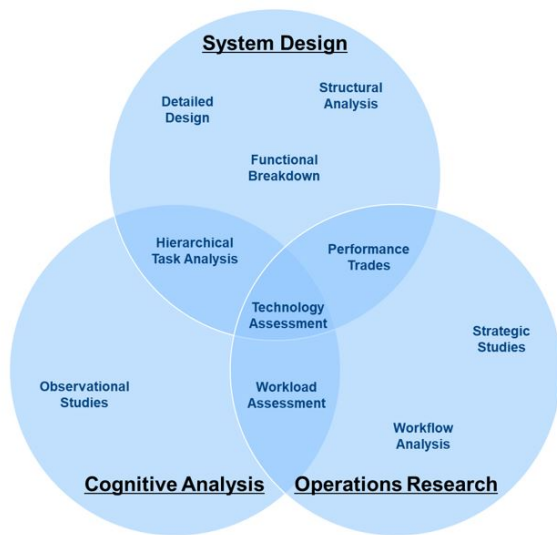 System Design
Structural
Analysis
Detailed
Design
Functional
Breakdown
Hierarchical
Task Analysis
Performance
Trades
Technology
Assessment
Strategic
Studies
Observational
Studies
Workload
Assessment
Workflow
Analysis
Cognitive Analysis
Operations Research